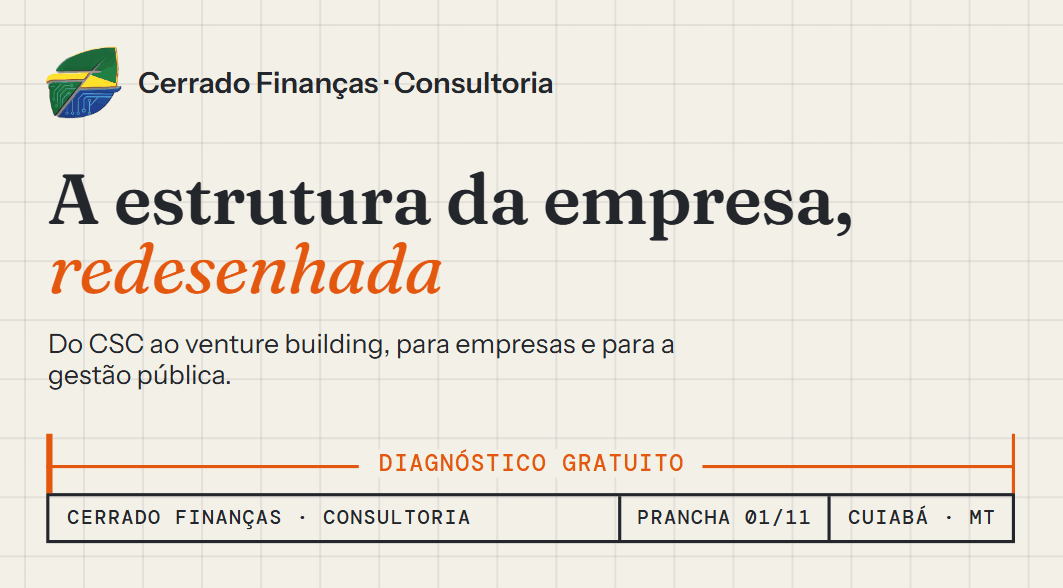 Cerrado Finanças · Consultoria
A estrutura da empresa,
redesenhada
Do CSC ao venture building, para empresas e para a
gestão pública.
DIAGNÓSTICO GRATUITO
CERRADO FINANÇAS · CONSULTORIA
PRANCHA 01/11
CUIABÁ · MT